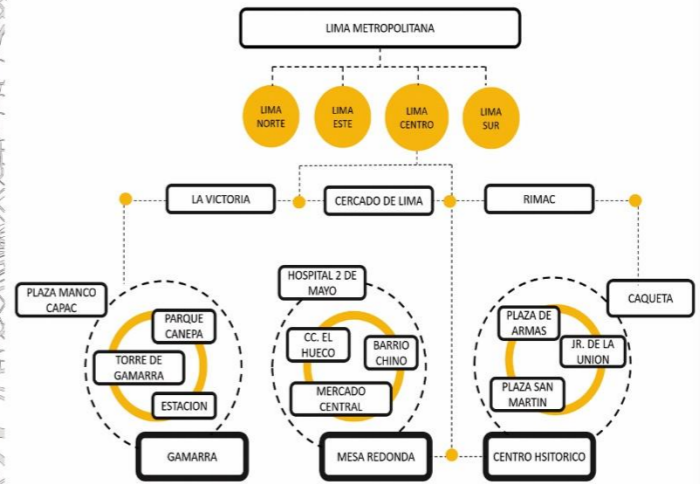 LIMA METROPOLITANA
LIMA
NORTE
LIMA
ESTE
LIMA
CENTRO
LIMA
SUR
LA VICTORIA
CERCADO DE LIMA
RIMAC
PLAZA MANCO
CAPAC
PARQUE
CANEPA
TORRE DE
GAMARRA
ESTACION
GAMARRA
HOSPITAL 2 DE
MAYO
CC. EL
HUECO
BARRIO
CHINO
MERCADO
CENTRAL
MESA REDONDA
CAQUETA
PLAZA DE
ARMAS
JR. DE LA
UNION
PLAZA SAN
MARTIN
CENTRO HSITORICO